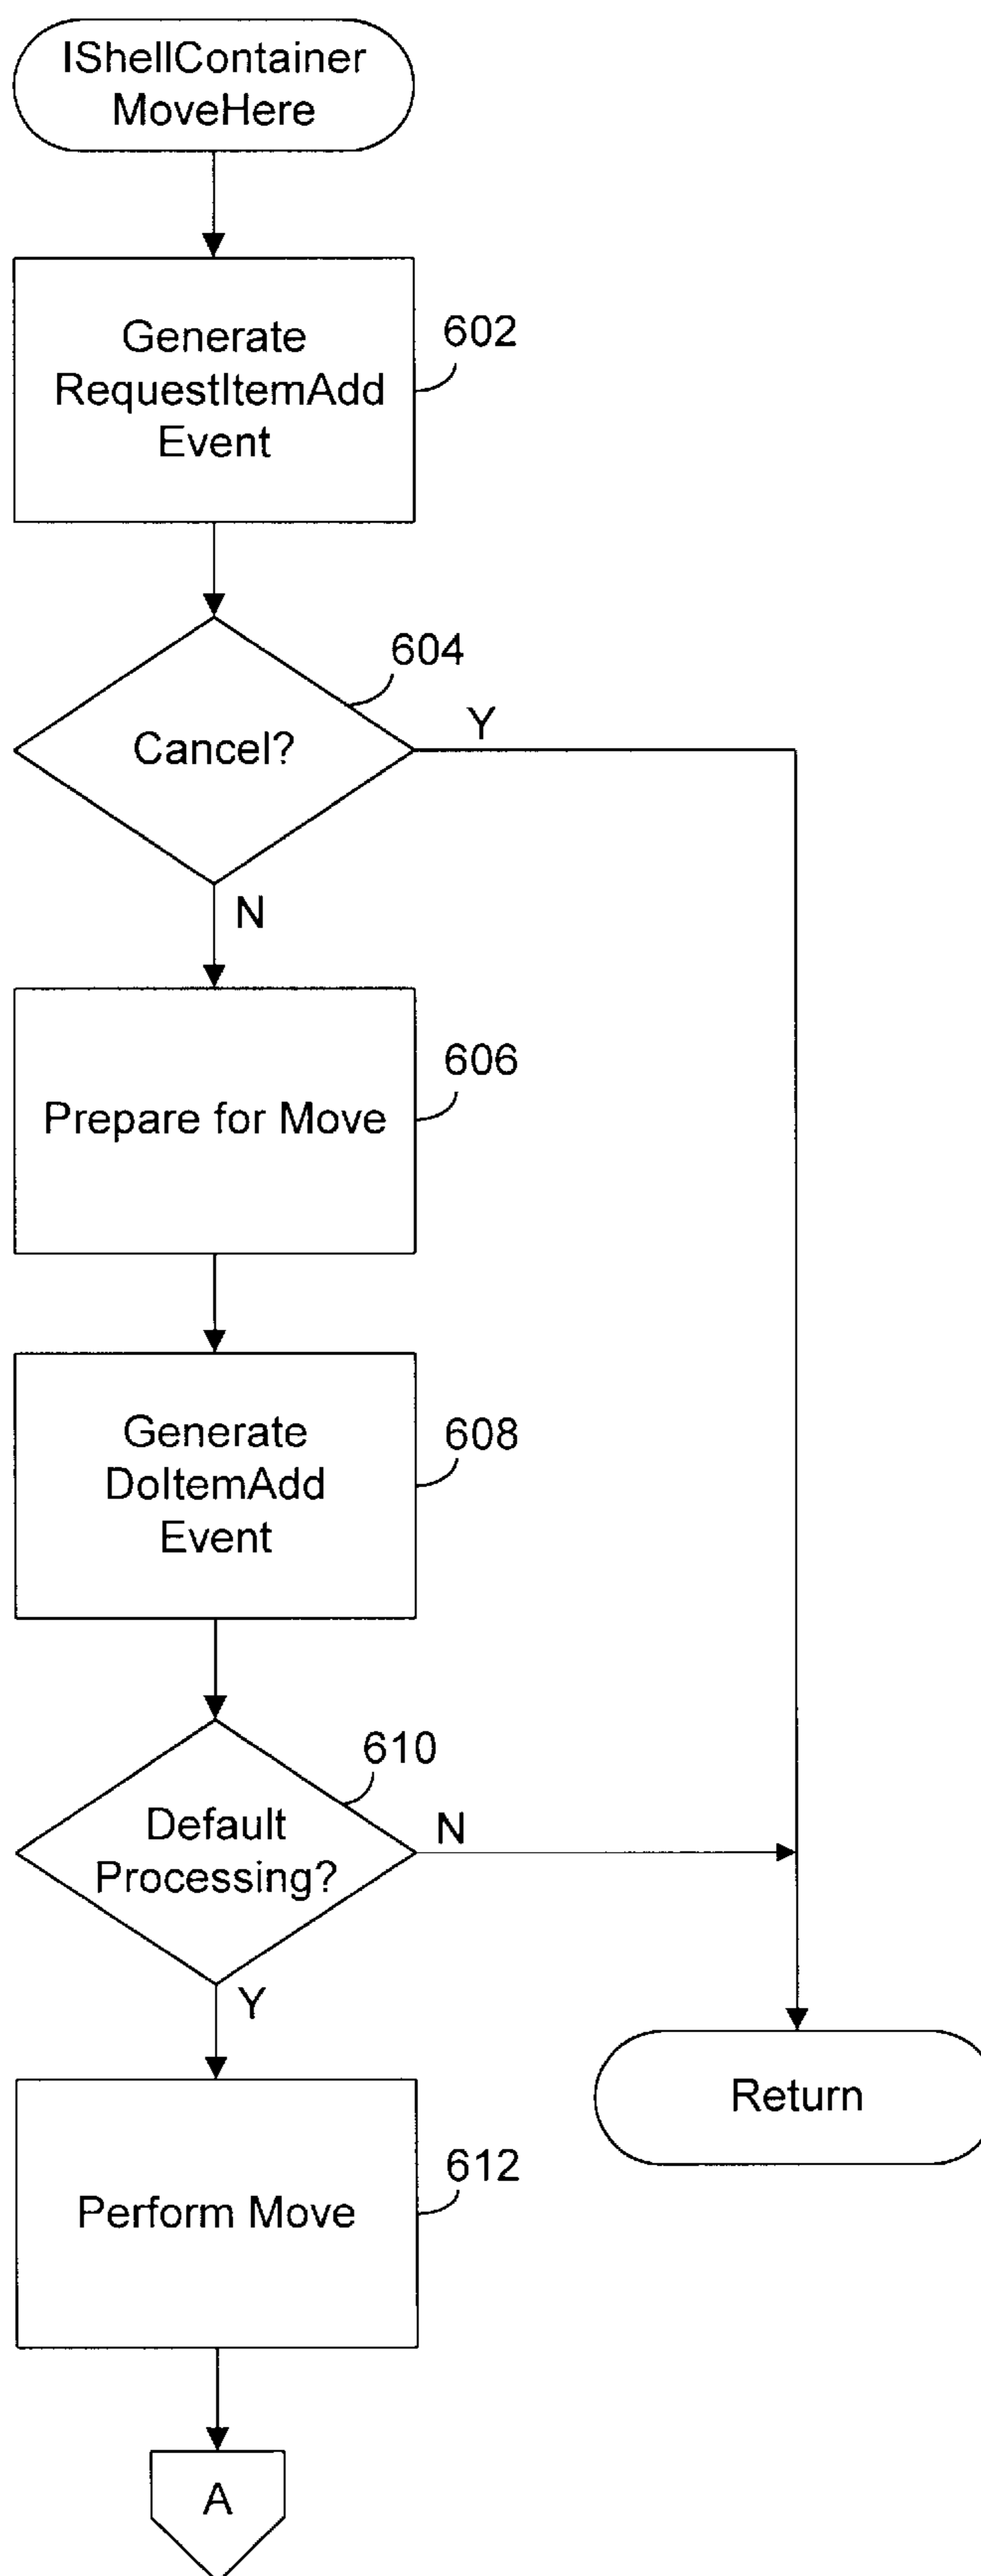 IShellContainer
MoveHere
Generate
RequestItemAdd
Event
602
Cancel?
604
Y
N
Prepare for Move
606
Generate
DoItemAdd
Event
608
Default
Processing?
610
N
Y
Return
Perform Move
612
A